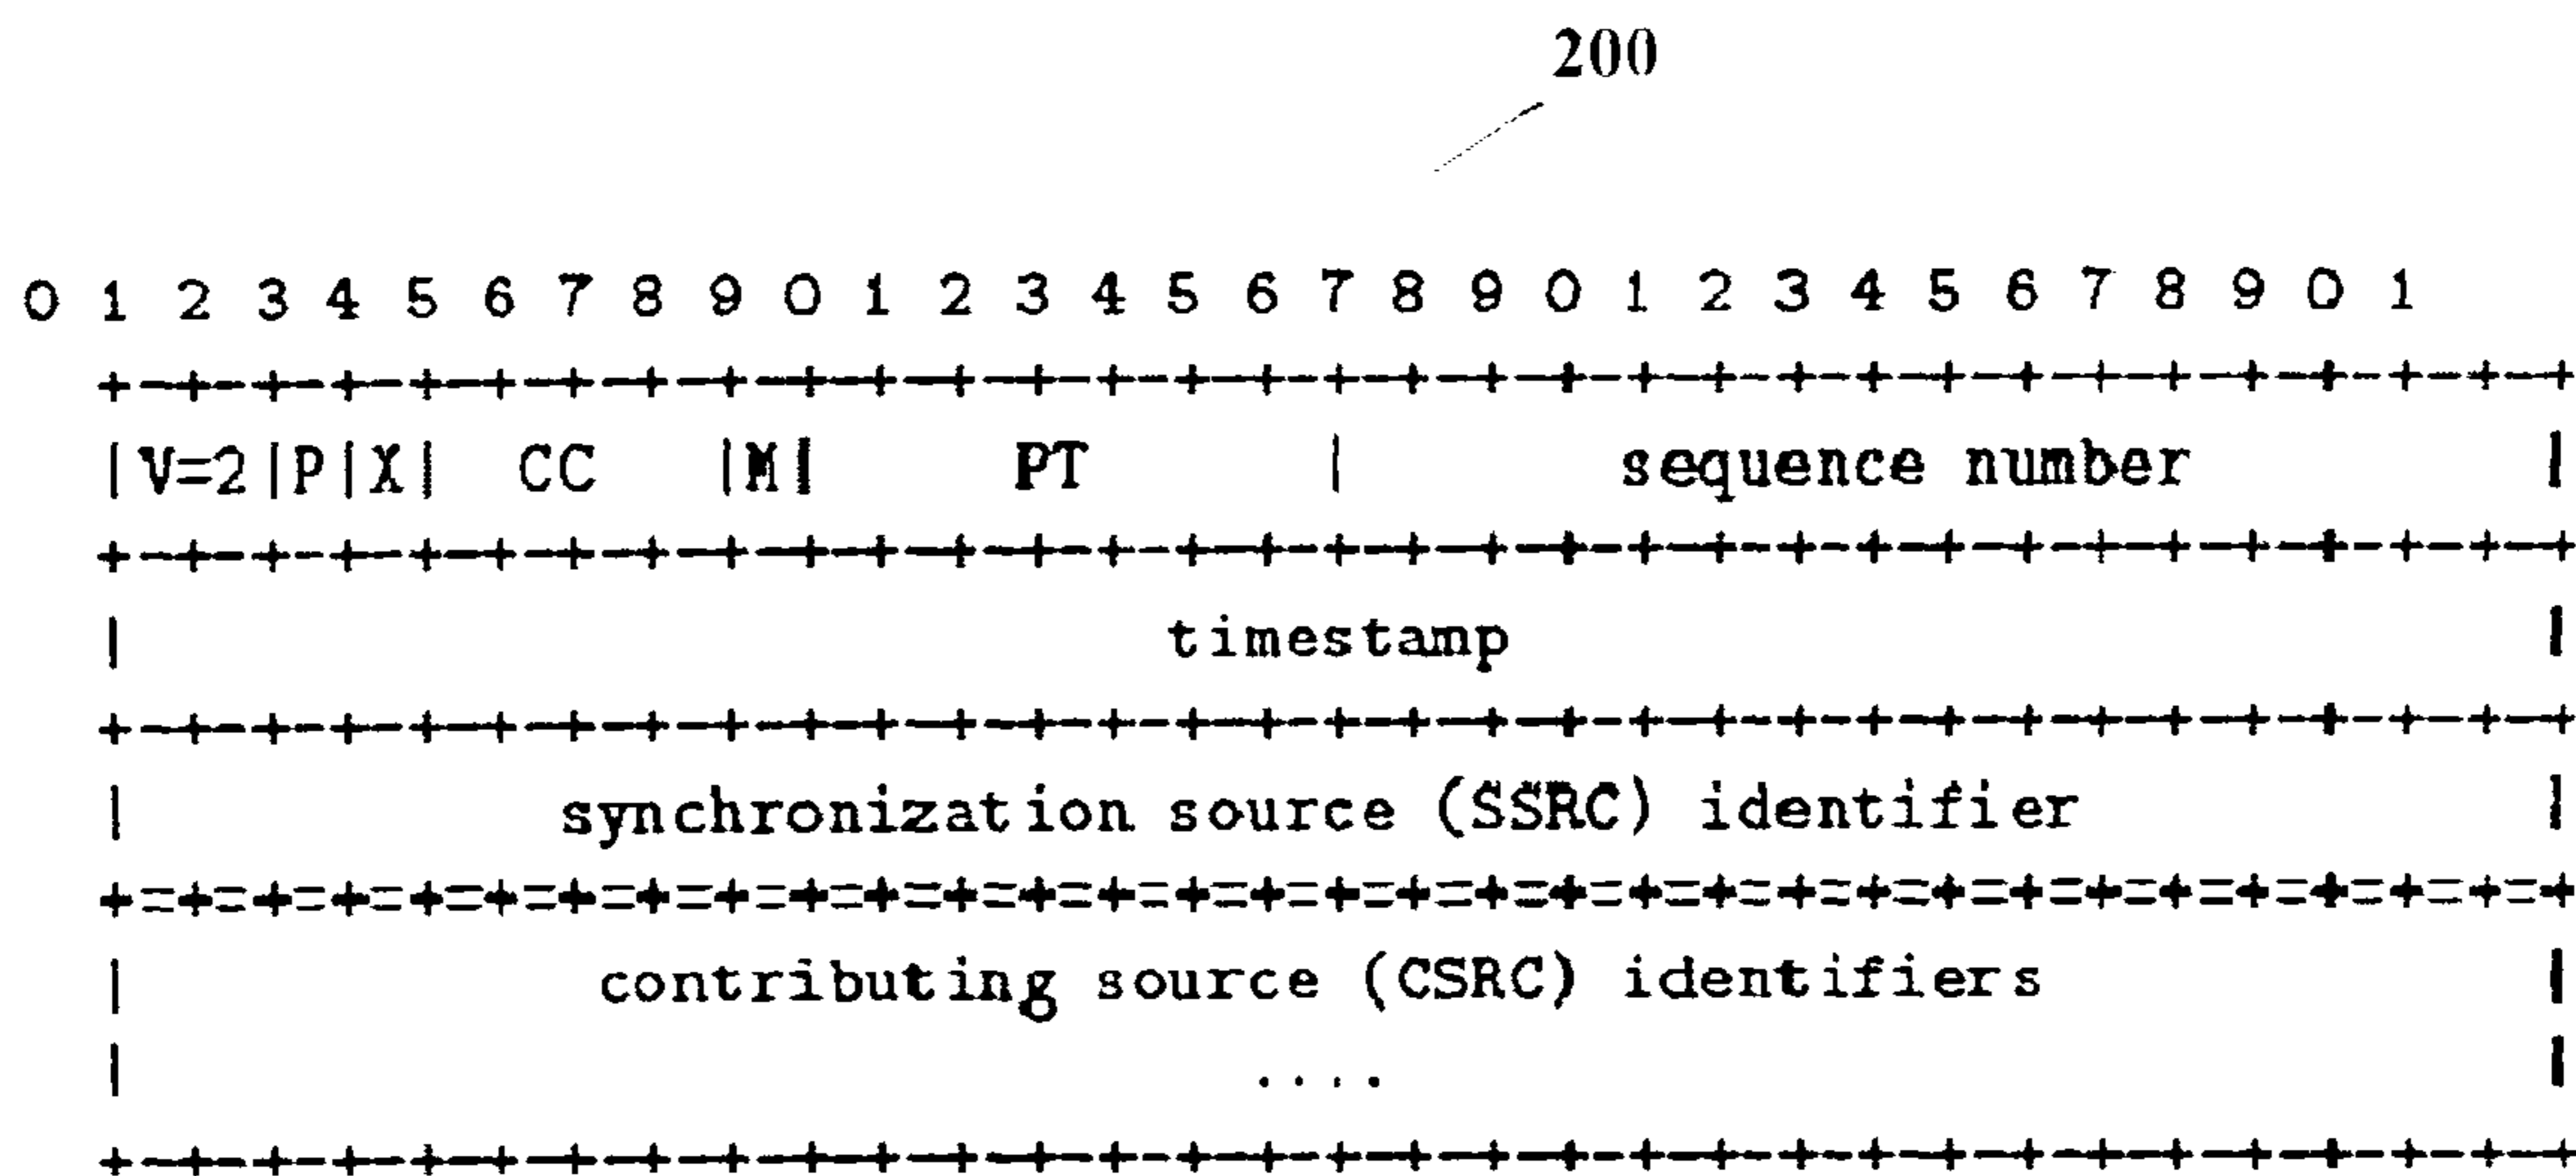 200
0 1 2 3 4 5 6 7 8 9 0 1 2 3 4 5 6 7 8 9 0 1 2 3 4 5 6 7 8 9 0 1
+-+-+-+-+-+-+-+-+-+-+-+-+-+-+-+-+-+-+-+-+-+-+-+-+-+-+-+-+-+-+-+-+
|V=2|P|X| CC |M| PT | sequence number |
+-+-+-+-+-+-+-+-+-+-+-+-+-+-+-+-+-+-+-+-+-+-+-+-+-+-+-+-+-+-+-+-+
| timestamp |
+-+-+-+-+-+-+-+-+-+-+-+-+-+-+-+-+-+-+-+-+-+-+-+-+-+-+-+-+-+-+-+-+
| synchronization source (SSRC) identifier |
+=+=+=+=+=+=+=+=+=+=+=+=+=+=+=+=+=+=+=+=+=+=+=+=+=+=+=+=+=+=+=+=+
| contributing source (CSRC) identifiers |
| .... |
+-+-+-+-+-+-+-+-+-+-+-+-+-+-+-+-+-+-+-+-+-+-+-+-+-+-+-+-+-+-+-+-+